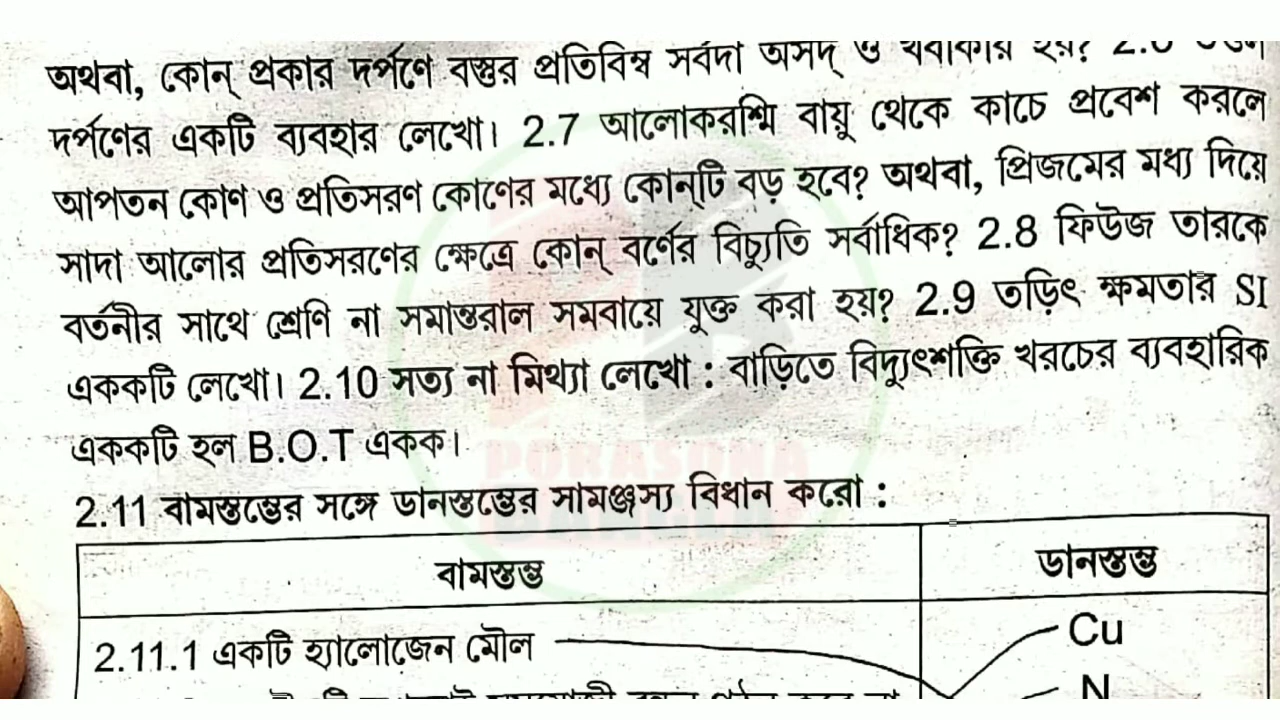 অথবা, কোন্ প্রকার দর্পণে বস্তুর প্রতিবিম্ব সর্বদা অসদ্ ও খর্বাকার হয়? 2.6
দর্পণের একটি ব্যবহার লেখো। 2.7 আলোকরশ্মি বায়ু থেকে কাচে প্রবেশ করলে
আপতন কোণ ও প্রতিসরণ কোণের মধ্যে কোন্‌টি বড় হবে? অথবা, প্রিজমের মধ্য দিয়ে
সাদা আলোর প্রতিসরণের ক্ষেত্রে কোন্ বর্ণের বিচ্যুতি সর্বাধিক? 2.8 ফিউজ তারকে
বর্তনীর সাথে শ্রেণি না সমান্তরাল সমবায়ে যুক্ত করা হয়? 2.9 তড়িৎ ক্ষমতার SI
এককটি লেখো। 2.10 সত্য না মিথ্যা লেখো : বাড়িতে বিদ্যুৎশক্তি খরচের ব্যবহারিক
এককটি হল B.O.T একক।
PORASONA
BANGLA
2.11 বামস্তম্ভের সঙ্গে ডানস্তম্ভের সামঞ্জস্য বিধান করো :
বামস্তম্ভ ডানস্তম্ভ
2.11.1 একটি হ্যালোজেন মৌল Cu
N